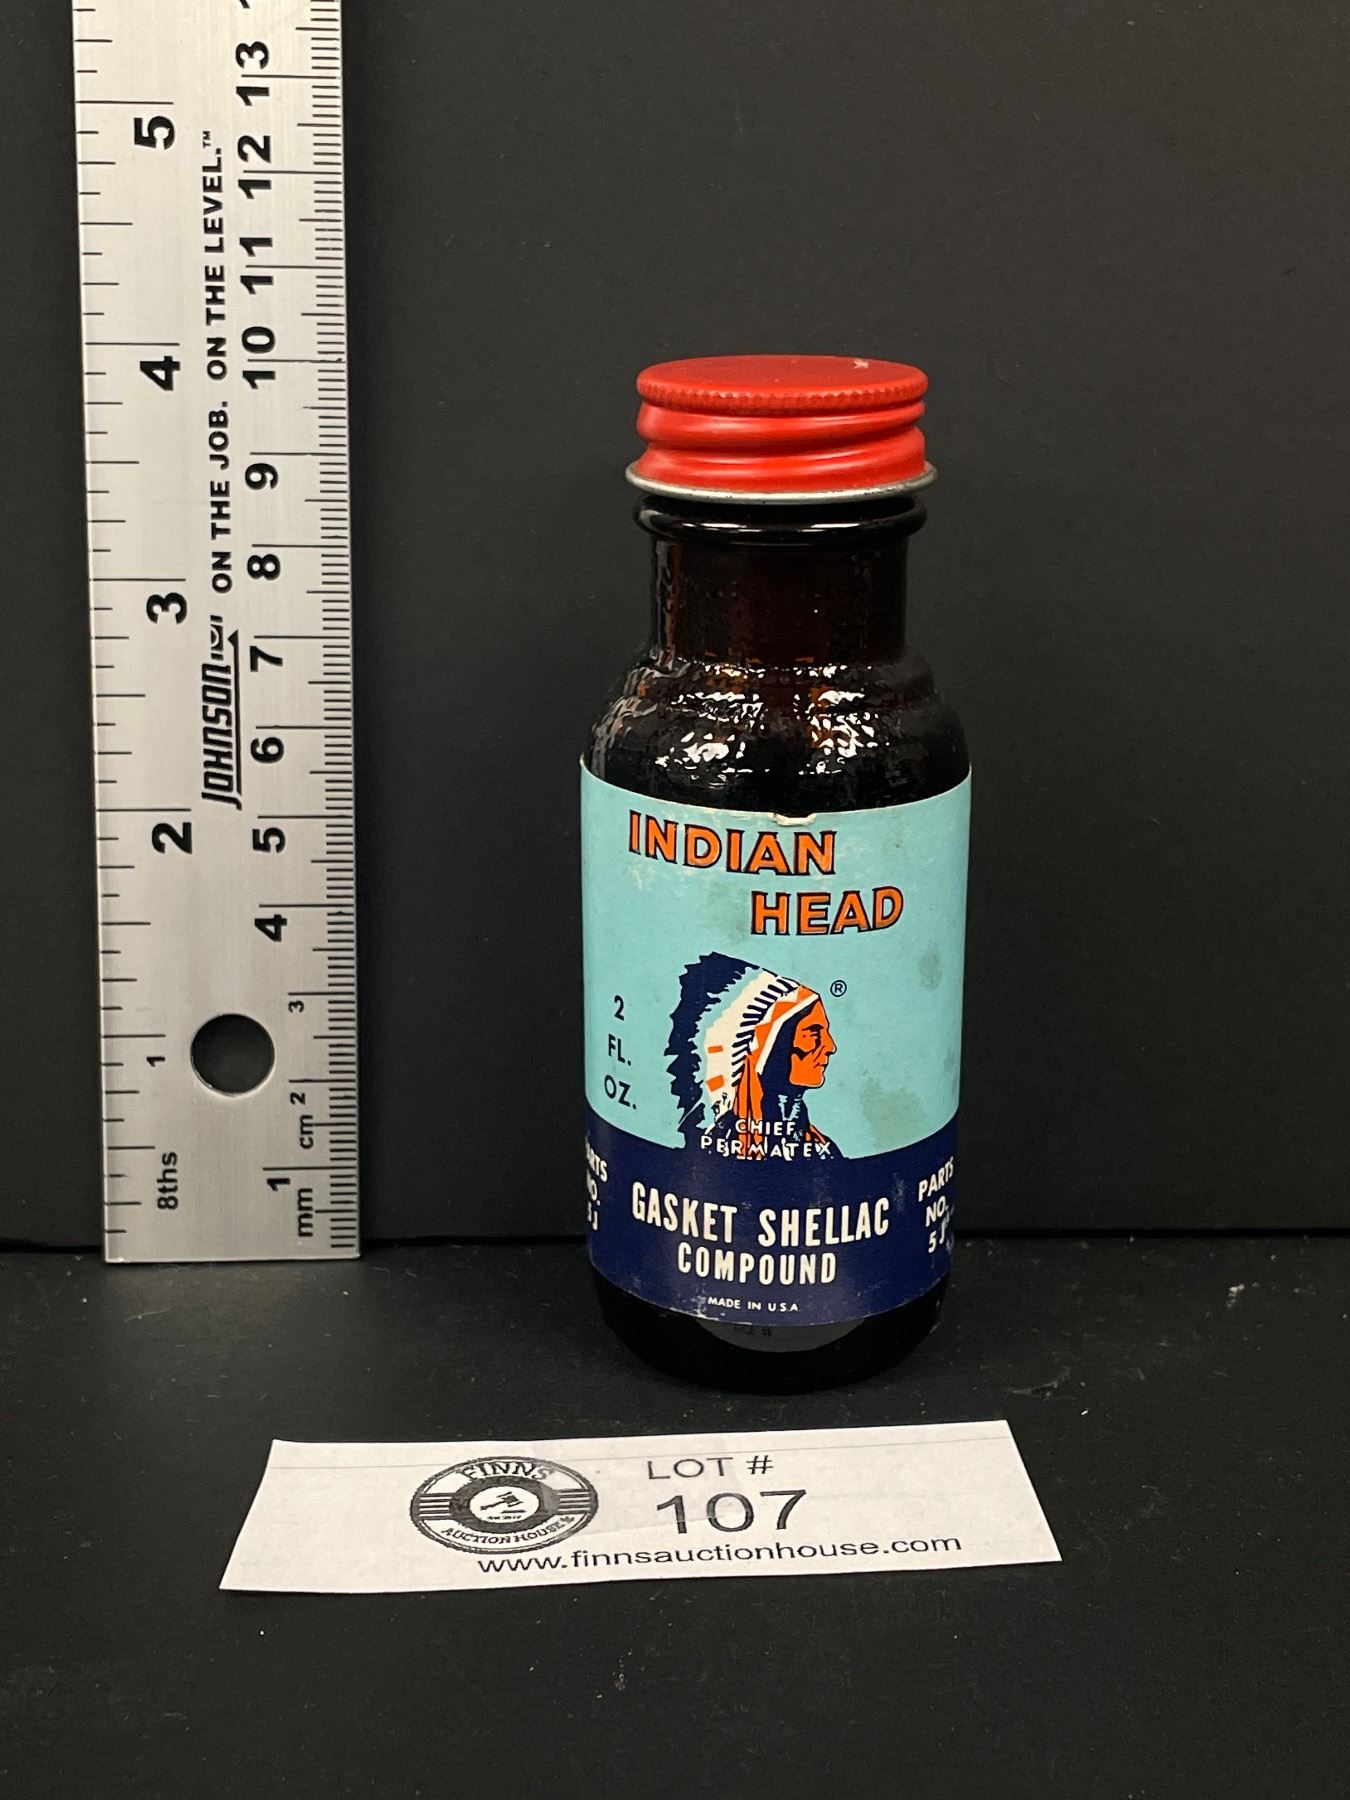 13
12
11
10
9
8
7
6
5
4
3
cm 2
1
mm
5
4
3
2
1
8ths
JOHNSON ON THE JOB. ON THE LEVEL.™
INDIAN
HEAD
®
2
FL.
OZ.
CHIEF
PERMATEX
GASKET SHELLAC
COMPOUND
MADE IN U.S.A
PARTS
NO.
FINNS
AUCTION HOUSE
LOT #
107
www.finnsauctionhouse.com